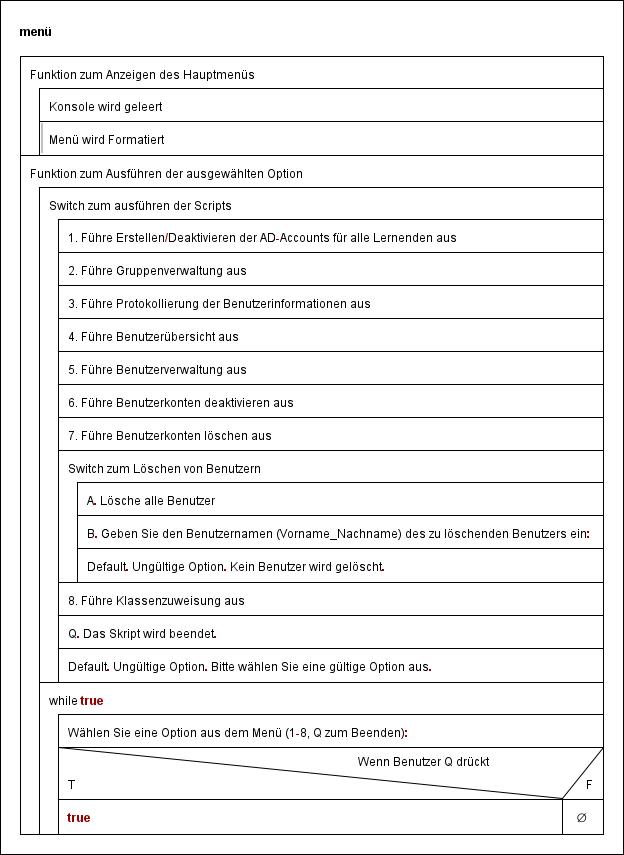 menü
Funktion zum Anzeigen des Hauptmenüs
Konsole wird geleert
Menü wird Formatiert
Funktion zum Ausführen der ausgewählten Option
Switch zum ausführen der Scripts
1. Führe Erstellen/Deaktivieren der AD-Accounts für alle Lernenden aus
2. Führe Gruppenverwaltung aus
3. Führe Protokollierung der Benutzerinformationen aus
4. Führe Benutzerübersicht aus
5. Führe Benutzerverwaltung aus
6. Führe Benutzerkonten deaktivieren aus
7. Führe Benutzerkonten löschen aus
Switch zum Löschen von Benutzern
A. Lösche alle Benutzer
B. Geben Sie den Benutzernamen (Vorname_Nachname) des zu löschenden Benutzers ein:
Default. Ungültige Option. Kein Benutzer wird gelöscht.
8. Führe Klassenzuweisung aus
Q. Das Skript wird beendet.
Default. Ungültige Option. Bitte wählen Sie eine gültige Option aus.
while true
Wählen Sie eine Option aus dem Menü (1-8, Q zum Beenden):
Wenn Benutzer Q drückt
T F
true ∅